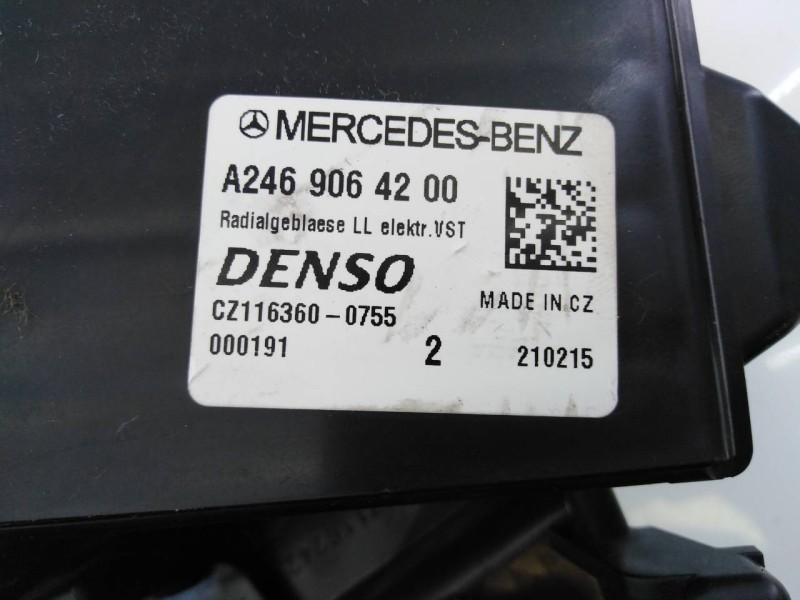 MERCEDES-BENZ
A246 906 42 00
Radialgeblaese LL elektr.VST
DENSO
MADE IN CZ
CZ116360-0755
000191 2 210215